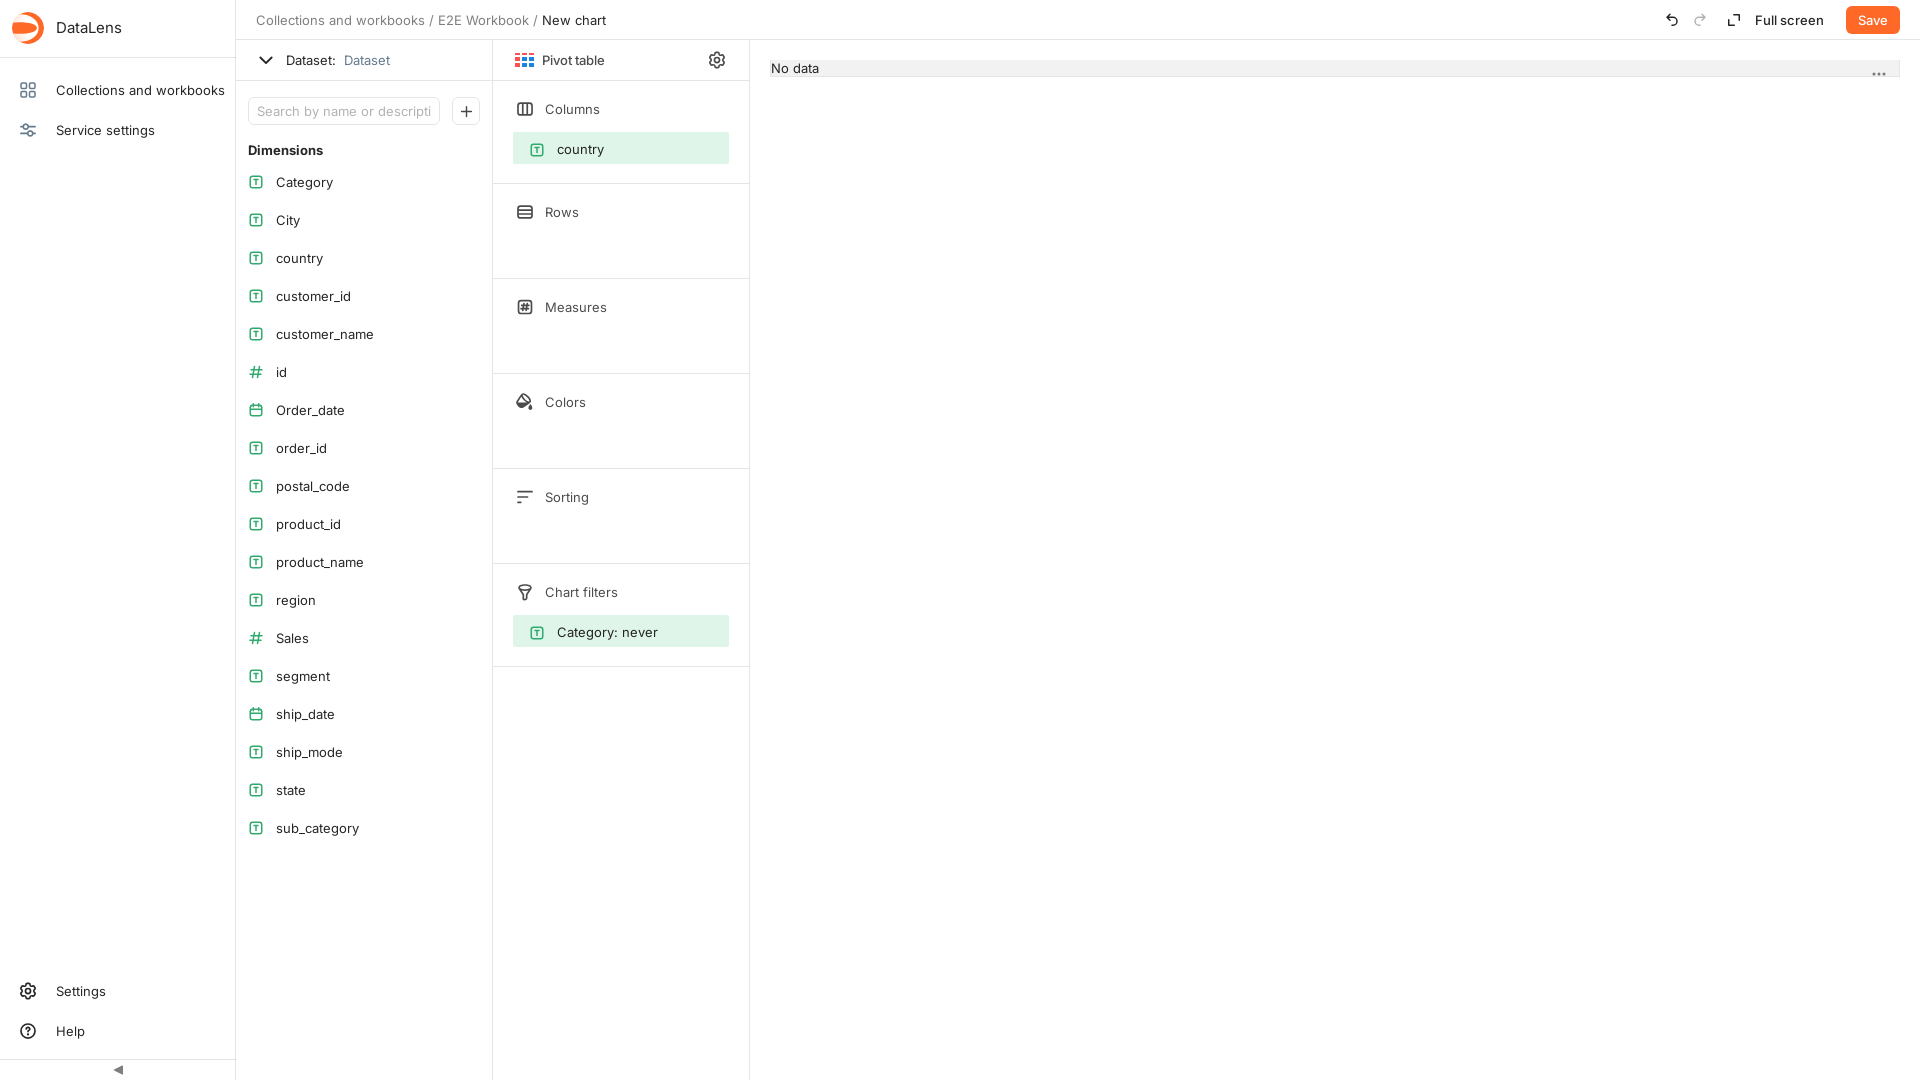 DataLens
Collections and workbooks
Service settings
Settings
Help
Collections and workbooks / E2E Workbook / New chart
Full screen
Save
Dataset: Dataset
Search by name or descripti
Dimensions
Category
City
country
customer_id
customer_name
id
Order_date
order_id
postal_code
product_id
product_name
region
Sales
segment
ship_date
ship_mode
state
sub_category
Pivot table
Columns
country
Rows
Measures
Colors
Sorting
Chart filters
Category: never
No data